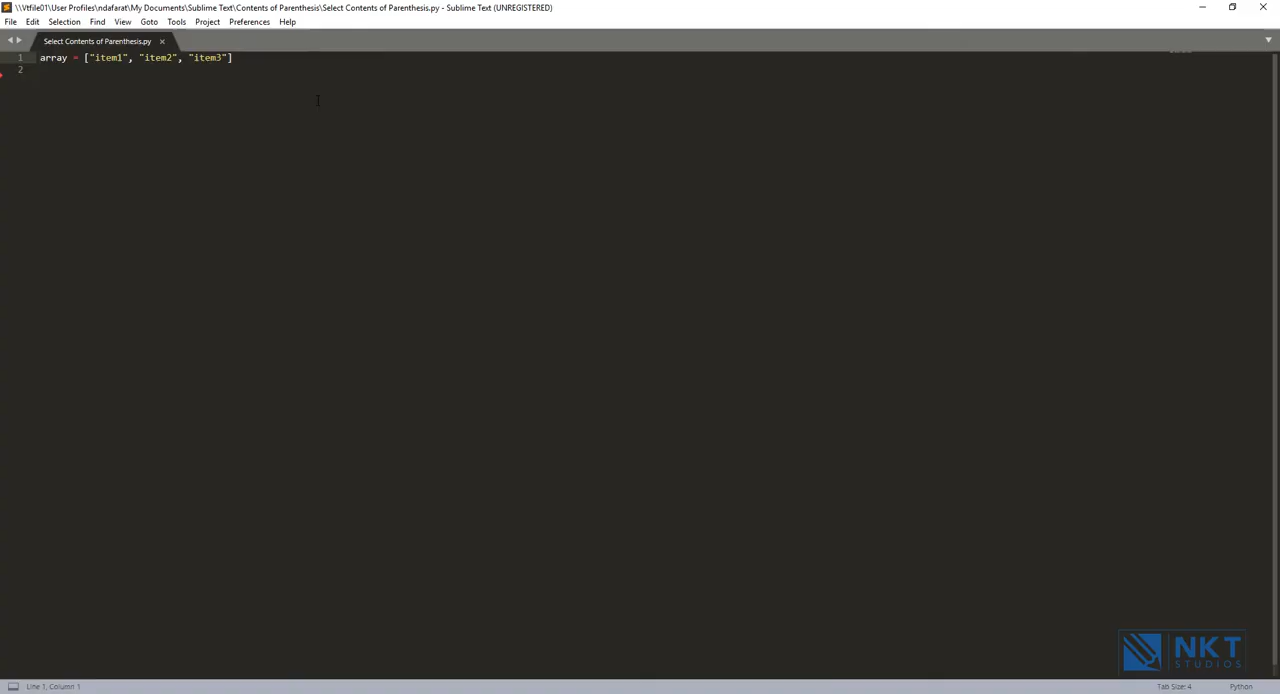 \\Vtfile01\User Profiles\ndafarat\My Documents\Sublime Text\Contents of Parenthesis\Select Contents of Parenthesis.py - Sublime Text (UNREGISTERED)
File Edit Selection Find View Goto Tools Project Preferences Help
Select Contents of Parenthesis.py
1 array = ["item1", "item2", "item3"]
2
NKT
STUDIOS
Line 1, Column 1 Tab Size: 4 Python